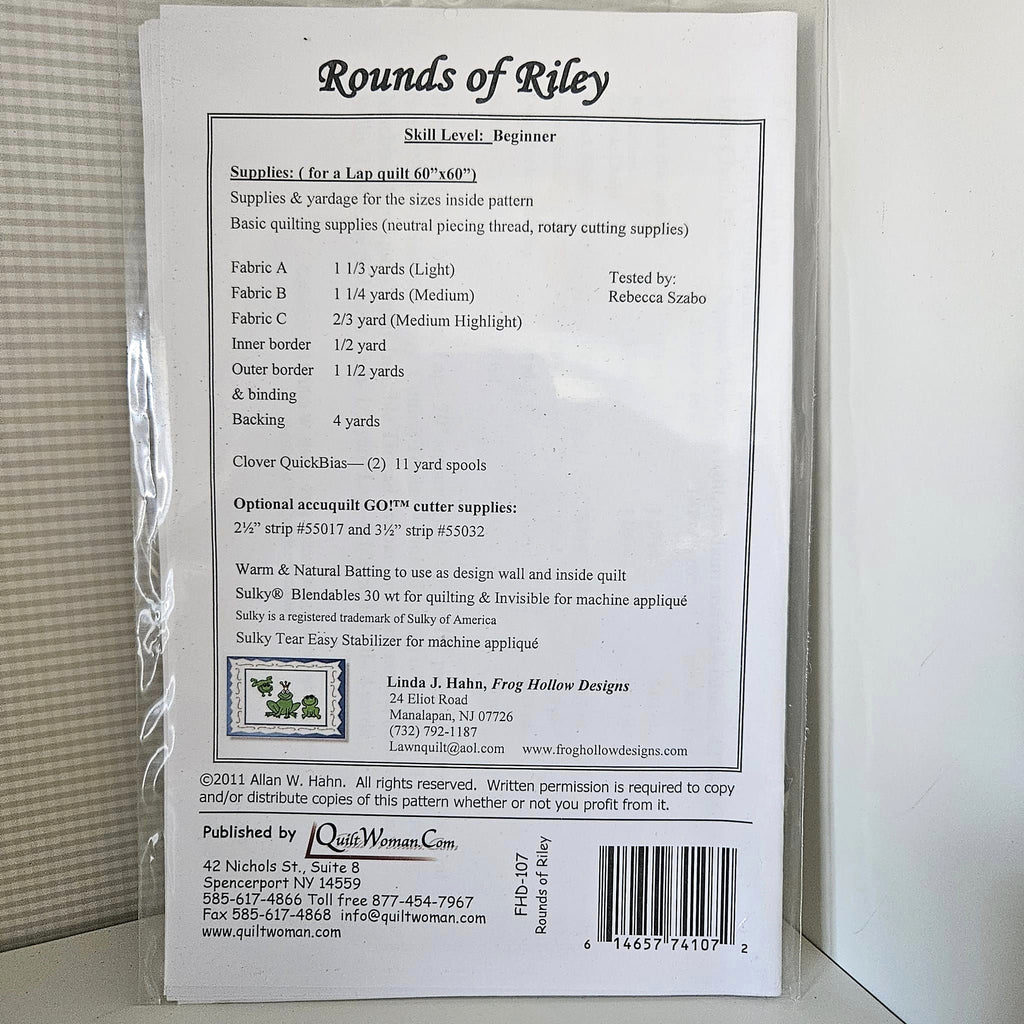 Rounds of Riley
Skill Level: Beginner
Supplies: ( for a Lap quilt 60”x60”)
Supplies & yardage for the sizes inside pattern
Basic quilting supplies (neutral piecing thread, rotary cutting supplies)
Fabric A 1 1/3 yards (Light)
Fabric B 1 1/4 yards (Medium)
Fabric C 2/3 yard (Medium Highlight)
Inner border 1/2 yard
Outer border 1 1/2 yards
& binding
Backing 4 yards
Tested by:
Rebecca Szabo
Clover QuickBias— (2) 11 yard spools
Optional accuquilt GO!™ cutter supplies:
2½” strip #55017 and 3½” strip #55032
Warm & Natural Batting to use as design wall and inside quilt
Sulky® Blendables 30 wt for quilting & Invisible for machine appliqué
Sulky is a registered trademark of Sulky of America
Sulky Tear Easy Stabilizer for machine appliqué
Linda J. Hahn, Frog Hollow Designs
24 Eliot Road
Manalapan, NJ 07726
(732) 792-1187
Lawnquilt@aol.com www.froghollowdesigns.com
©2011 Allan W. Hahn. All rights reserved. Written permission is required to copy
and/or distribute copies of this pattern whether or not you profit from it.
Published by QuiltWoman.Com
42 Nichols St., Suite 8
Spencerport NY 14559
585-617-4866 Toll free 877-454-7967
Fax 585-617-4868 info@quiltwoman.com
www.quiltwoman.com
FHD-107
Rounds of Riley
6 14657 74107 2